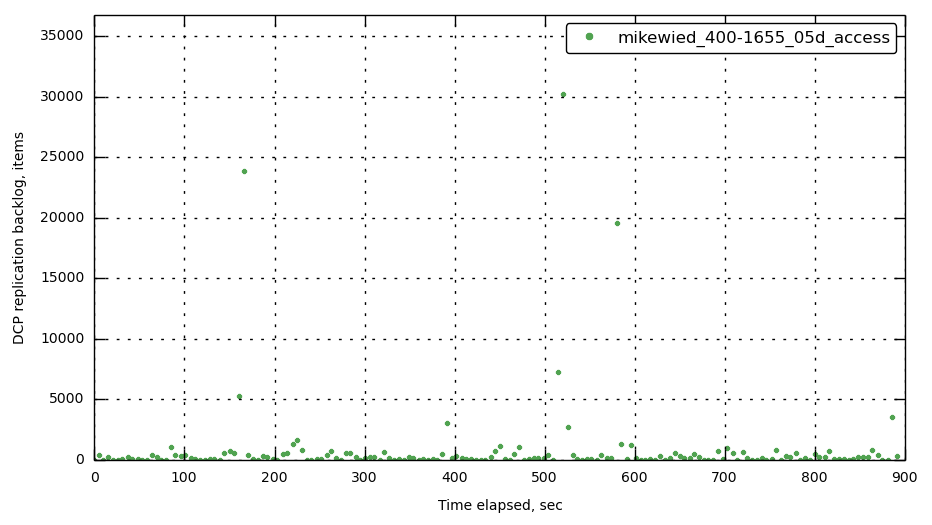 35000
30000
25000
20000
15000
10000
5000
0
DCP replication backlog, items
mikewied_400-1655_05d_access
0 100 200 300 400 500 600 700 800 900
Time elapsed, sec